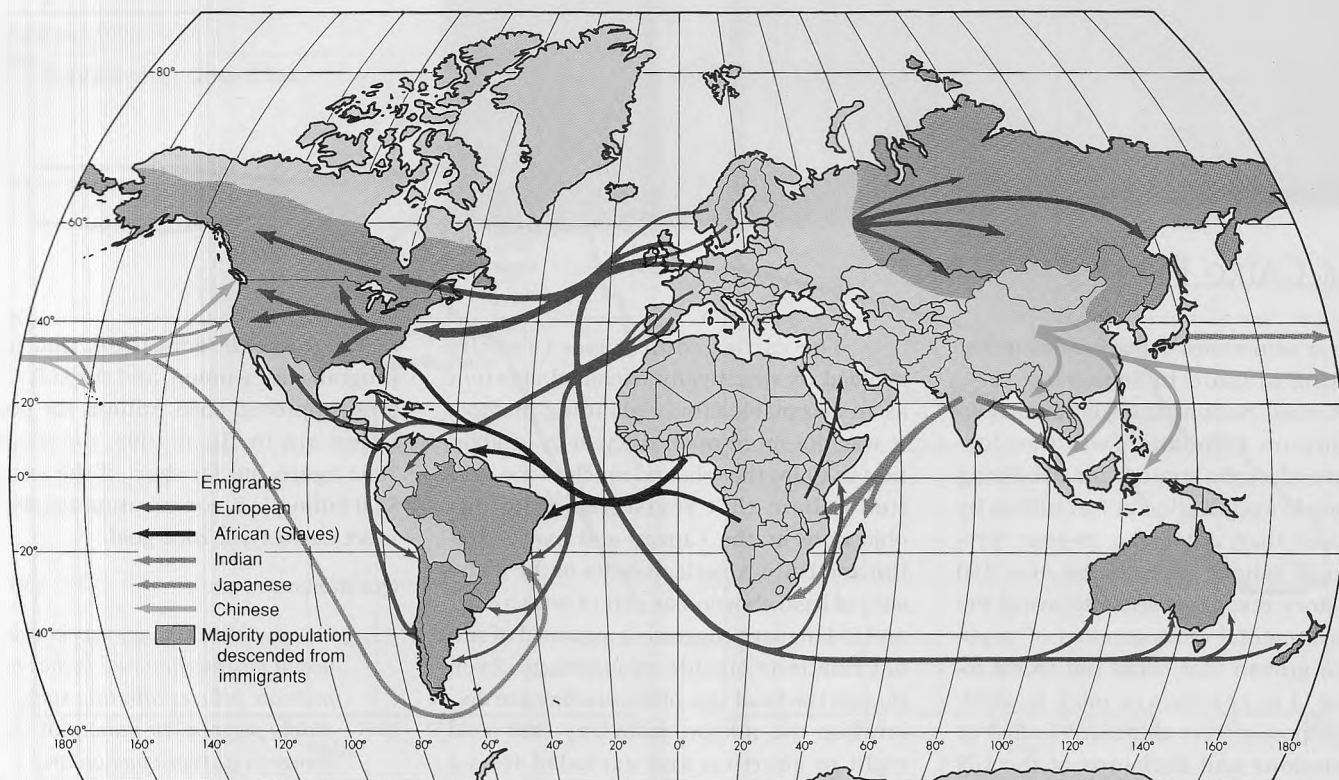 80°
60°
40°
20°
0°
Emigrants
European
African (Slaves)
20°
Indian
Japanese
Chinese
40°
Majority population
descended from
immigrants
60°
180° 160° 140° 120° 100° 80° 60° 40° 20° 0° 20° 40° 60° 80° 100° 120° 140° 160° 180°